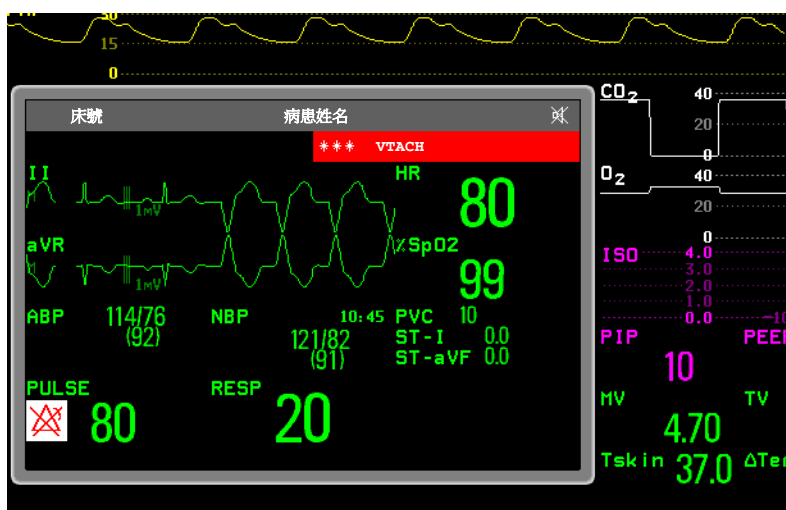 30
15
0
床號 病患姓名
*** VTACH
II
1mV
HR
80
aVR
1mV
%SpO2
99
ABP 114/76 (92)
NBP 10:45 121/82 (91)
PVC 10
ST-I 0.0
ST-aVF 0.0
PULSE 80
RESP 20
CO2 40
20
0
O2 40
20
0
ISO 4.0
3.0
2.0
1.0
0.0 -10
PIP 10
PEEP
MV 4.70
TV
Tskin 37.0
ΔTe